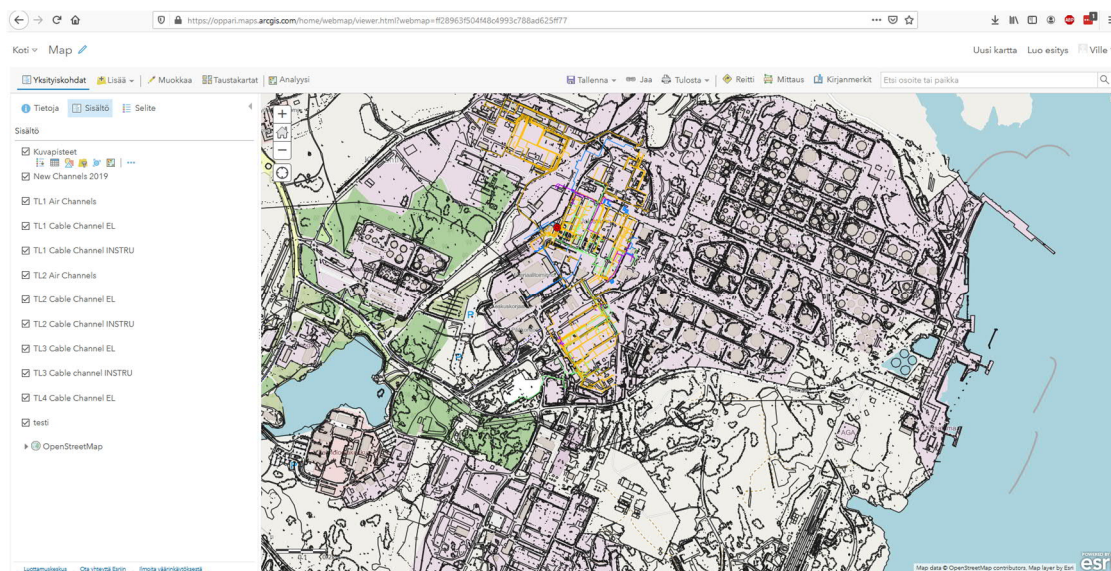 https://oppari.maps.arcgis.com/home/webmap/viewer.html?webmap=ff28963f504f48c4993c788ad625ff77
Koti Map Uusi kartta Luo esitys Ville
Yksityiskohdat Lisää Muokkaa Taustakartat Analyysi Tallenna Jaa Tulosta Reitti Mittaus Kirjanmerkit Etsi osoite tai paikka
Tietoja Sisältö Selite
Sisältö
Kuvapisteet
New Channels 2019
TL1 Air Channels
TL1 Cable Channel EL
TL1 Cable Channel INSTRU
TL2 Air Channels
TL2 Cable Channel EL
TL2 Cable Channel INSTRU
TL3 Cable Channel EL
TL3 Cable channel INSTRU
TL4 Cable Channel EL
testi
OpenStreetMap
AGA
Luottamuskeskus Ota yhteyttä Esriin Ilmoita väärinkäytöksestä
Map data © OpenStreetMap contributors, Map layer by Esri
POWERED BY
esri